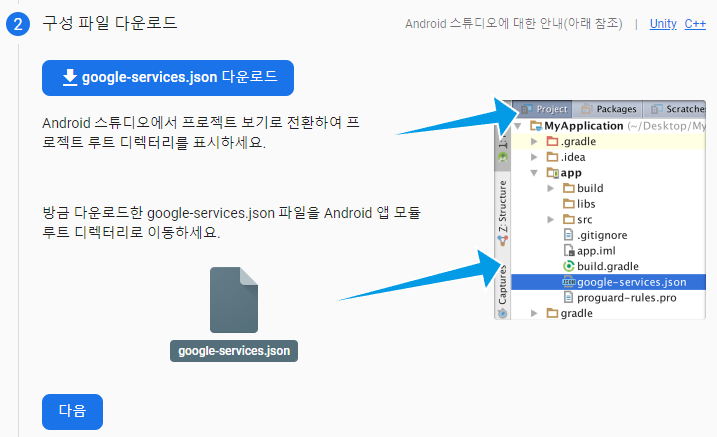 2 구성 파일 다운로드
Android 스튜디오에 대한 안내(아래 참조) | Unity C++
google-services.json 다운로드
Android 스튜디오에서 프로젝트 보기로 전환하여 프
로젝트 루트 디렉터리를 표시하세요.
방금 다운로드한 google-services.json 파일을 Android 앱 모듈
루트 디렉터리로 이동하세요.
google-services.json
다음
Project Packages Scratches
MyApplication (~/Desktop/My
.gradle
.idea
app
build
libs
src
.gitignore
app.iml
build.gradle
google-services.json
proguard-rules.pro
gradle
1:
Z: Structure
Captures